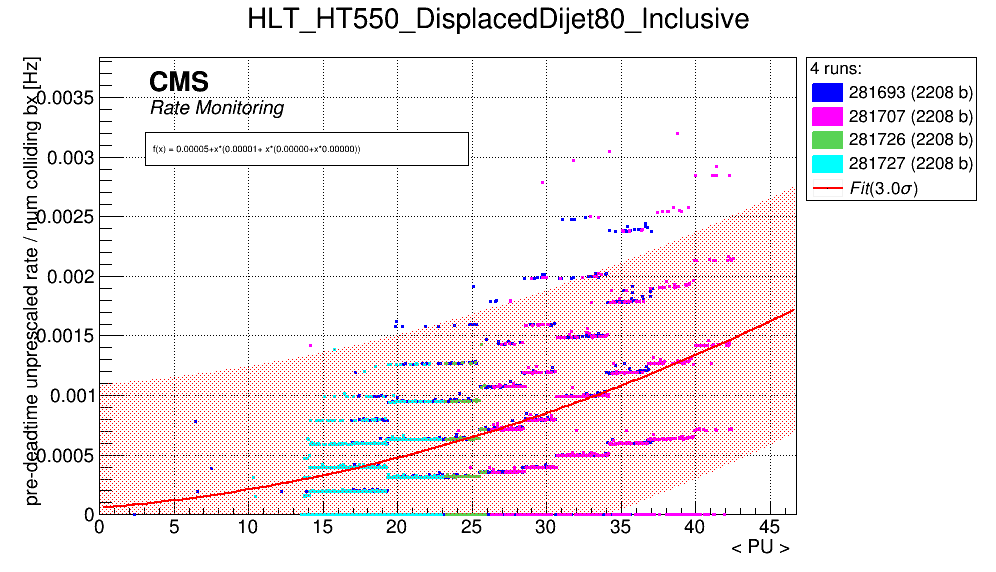 HLT_HT550_DisplacedDijet80_Inclusive
pre-deadtime unprescaled rate / num colliding bx [Hz]
CMS
Rate Monitoring
f(x) = 0.00005+x*(0.00001+ x*(0.00000+x*0.00000))
0.0035
0.003
0.0025
0.002
0.0015
0.001
0.0005
0
0 5 10 15 20 25 30 35 40 45
< PU >
4 runs:
281693 (2208 b)
281707 (2208 b)
281726 (2208 b)
281727 (2208 b)
Fit(3.0σ)